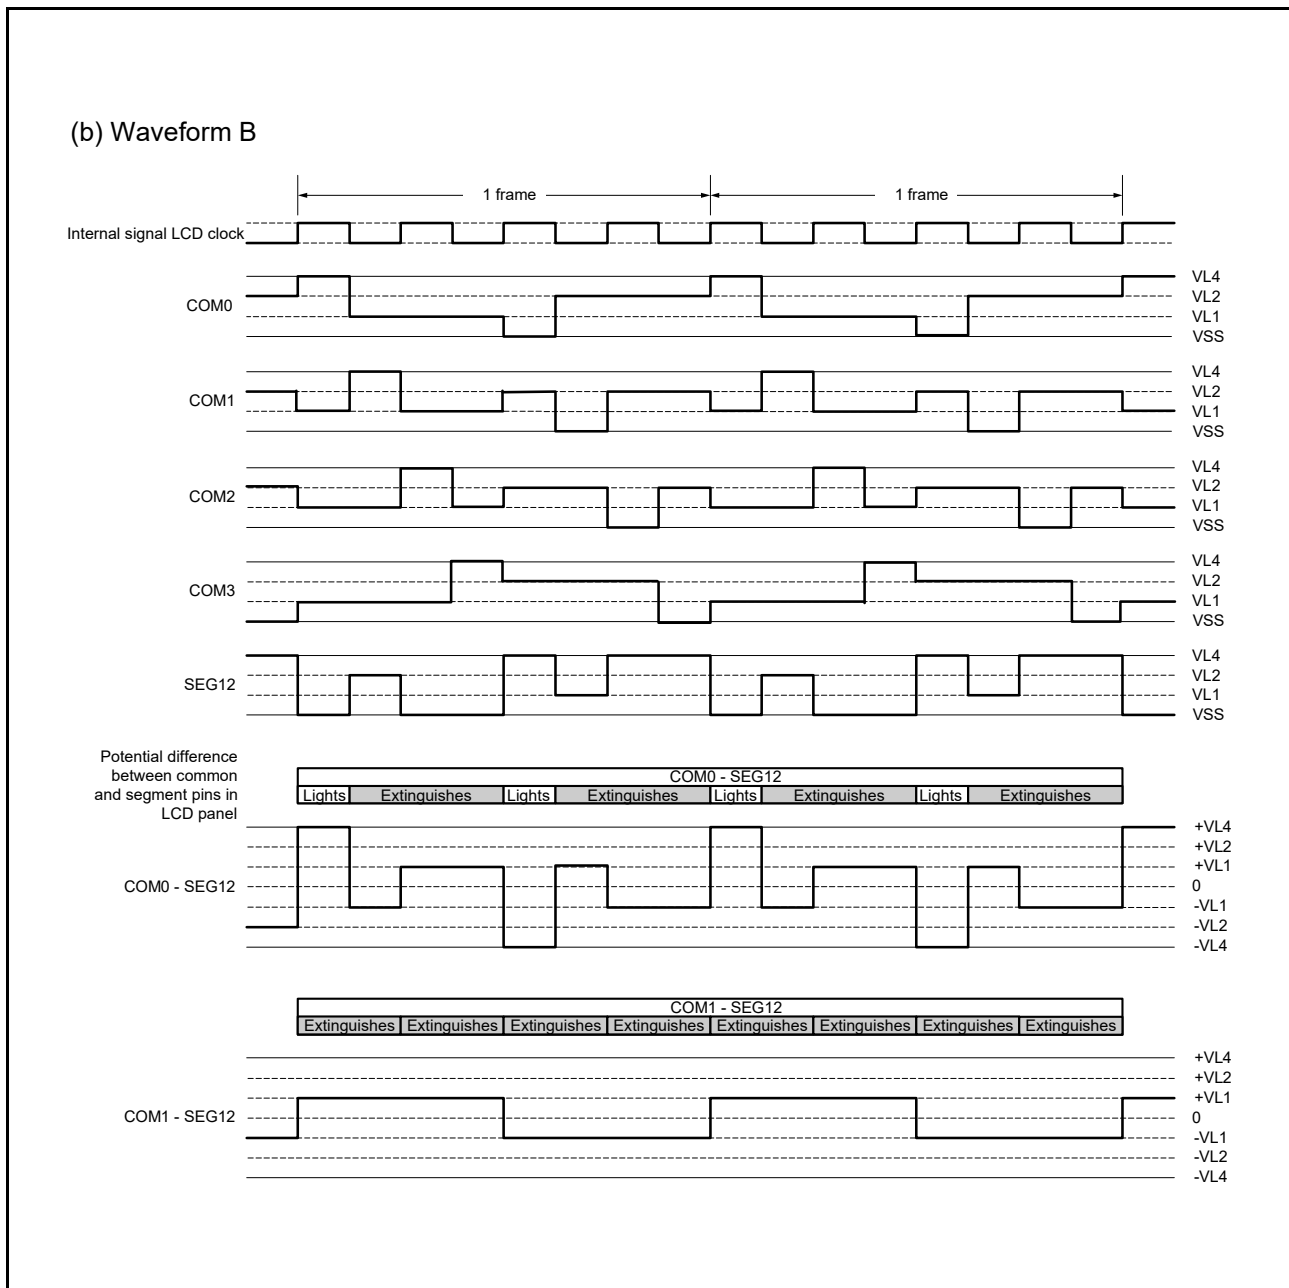 (b) Waveform B
1 frame 1 frame
Internal signal LCD clock
VL4
VL2
COM0
VL1
VSS
VL4
VL2
COM1
VL1
VSS
VL4
VL2
COM2
VL1
VSS
VL4
VL2
COM3
VL1
VSS
VL4
VL2
SEG12
VL1
VSS
Potential difference
between common
and segment pins in
LCD panel
COM0 - SEG12
Lights Extinguishes Lights Extinguishes Lights Extinguishes Lights Extinguishes
+VL4
+VL2
+VL1
COM0 - SEG12
0
-VL1
-VL2
-VL4
COM1 - SEG12
Extinguishes Extinguishes Extinguishes Extinguishes Extinguishes Extinguishes Extinguishes Extinguishes
+VL4
+VL2
+VL1
COM1 - SEG12
0
-VL1
-VL2
-VL4